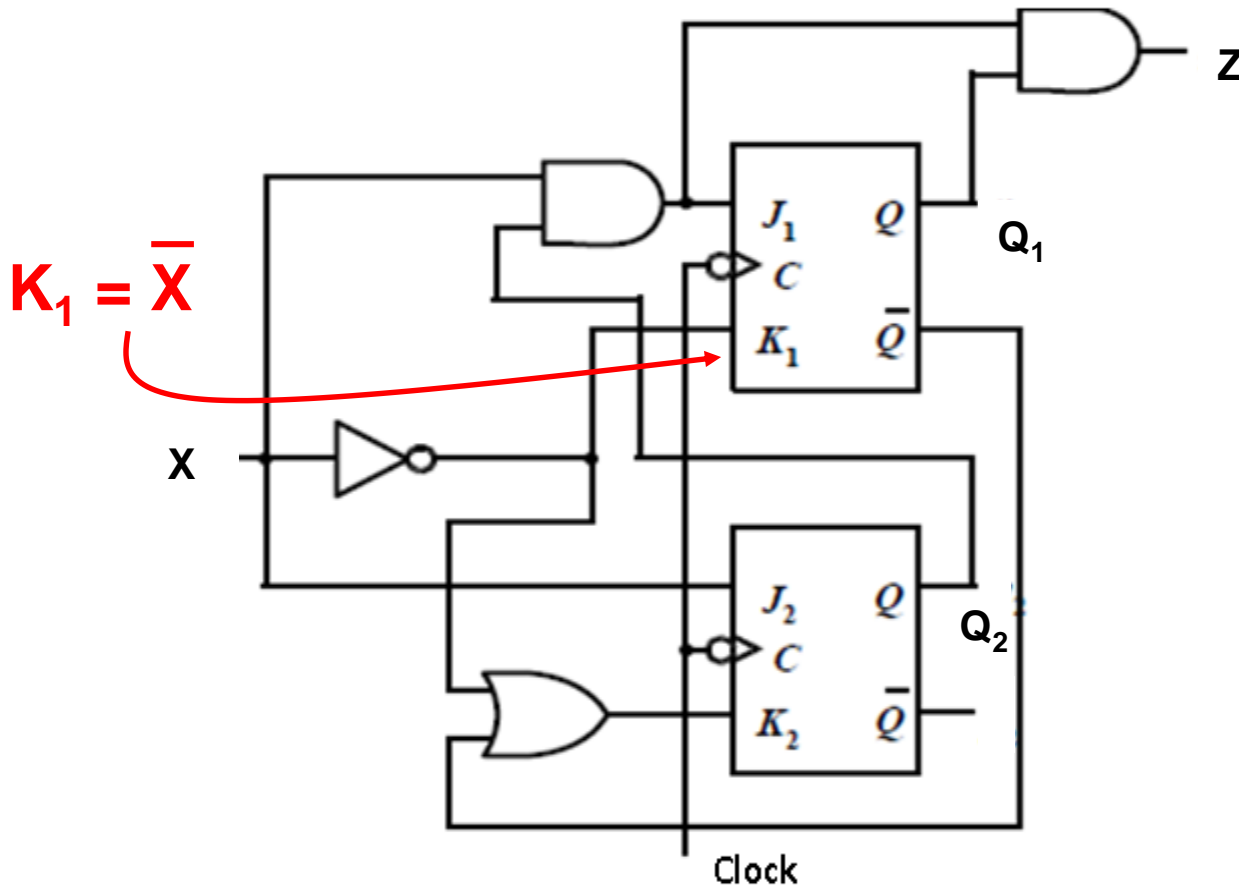 Z
J₁ Q
Q₁
C
K₁ = X̅
K₁ Q̅
X
J₂ Q
Q₂
C
K₂ Q̅
Clock